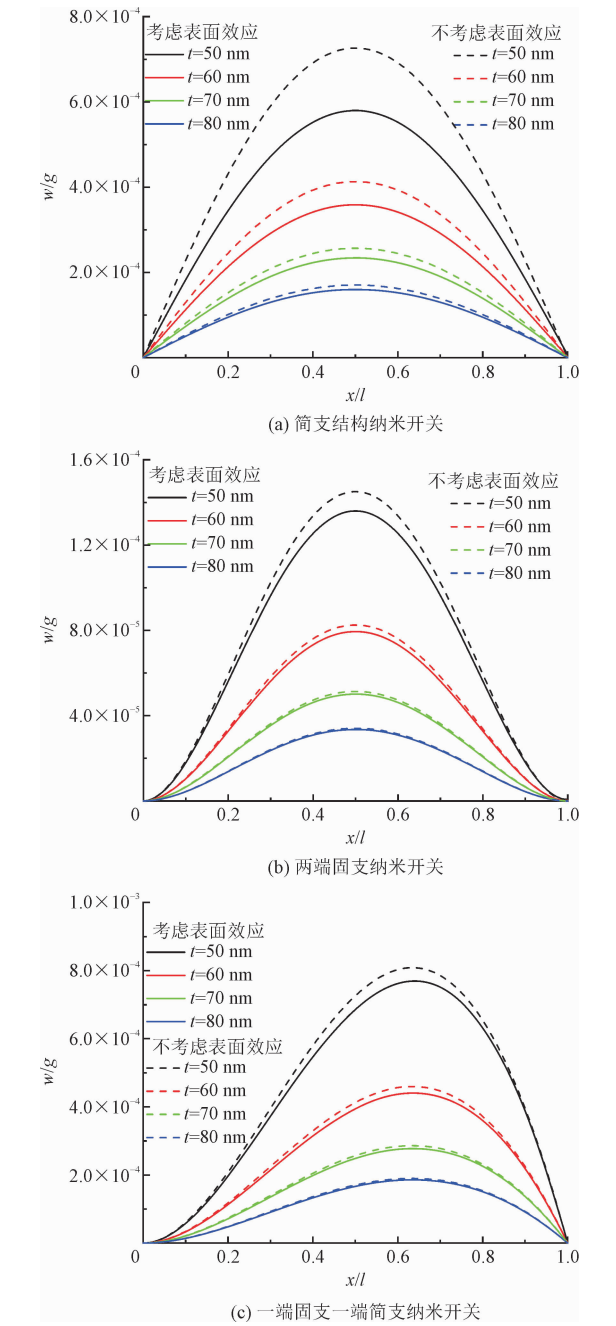 8.0×10⁻⁴
考虑表面效应
t=50 nm
t=60 nm
t=70 nm
t=80 nm
不考虑表面效应
t=50 nm
t=60 nm
t=70 nm
t=80 nm
6.0×10⁻⁴
4.0×10⁻⁴
2.0×10⁻⁴
w/g
0 0.2 0.4 0.6 0.8 1.0
x/l
(a) 简支结构纳米开关
1.6×10⁻⁴
考虑表面效应
t=50 nm
t=60 nm
t=70 nm
t=80 nm
不考虑表面效应
t=50 nm
t=60 nm
t=70 nm
t=80 nm
1.2×10⁻⁴
8.0×10⁻⁵
4.0×10⁻⁵
w/g
0 0.2 0.4 0.6 0.8 1.0
x/l
(b) 两端固支纳米开关
1.0×10⁻³
考虑表面效应
t=50 nm
t=60 nm
t=70 nm
t=80 nm
不考虑表面效应
t=50 nm
t=60 nm
t=70 nm
t=80 nm
8.0×10⁻⁴
6.0×10⁻⁴
4.0×10⁻⁴
2.0×10⁻⁴
w/g
0 0.2 0.4 0.6 0.8 1.0
x/l
(c) 一端固支一端简支纳米开关